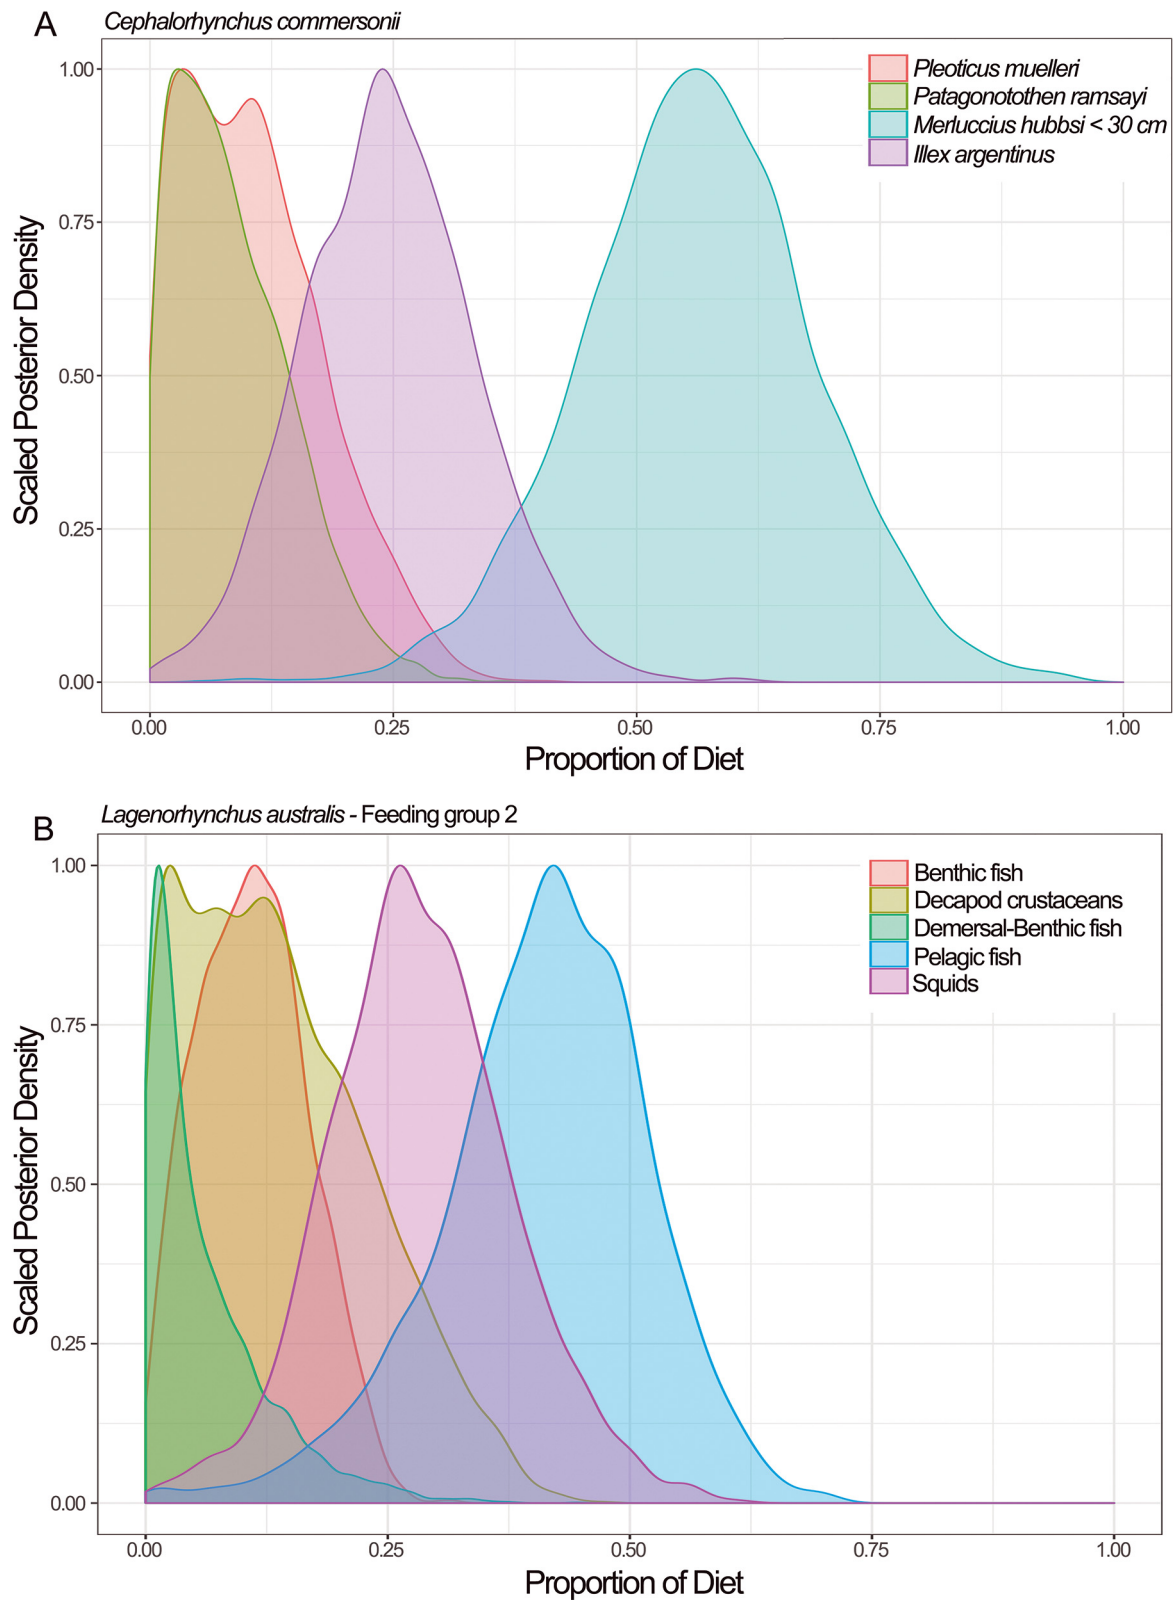 A
Cephalorhynchus commersonii
Pleoticus muelleri
Patagonotothen ramsayi
Merluccius hubbsi < 30 cm
Illex argentinus
1.00
0.75
0.50
0.25
0.00
Scaled Posterior Density
0.00 0.25 0.50 0.75 1.00
Proportion of Diet
B
Lagenorhynchus australis - Feeding group 2
Benthic fish
Decapod crustaceans
Demersal-Benthic fish
Pelagic fish
Squids
1.00
0.75
0.50
0.25
0.00
Scaled Posterior Density
0.00 0.25 0.50 0.75 1.00
Proportion of Diet